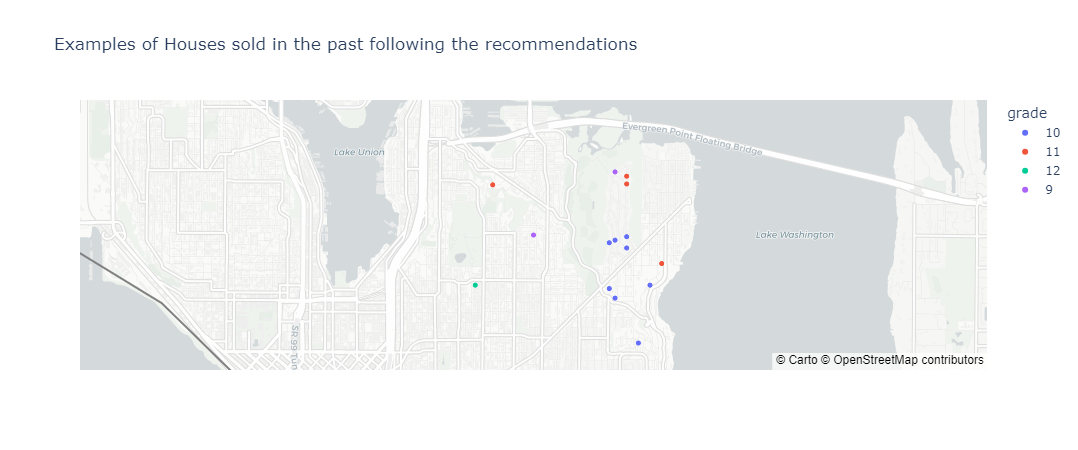 Examples of Houses sold in the past following the recommendations
grade
10
11
12
9
Evergreen Point Floating Bridge
Lake Union
Lake Washington
SR 99 Tun
© Carto © OpenStreetMap contributors